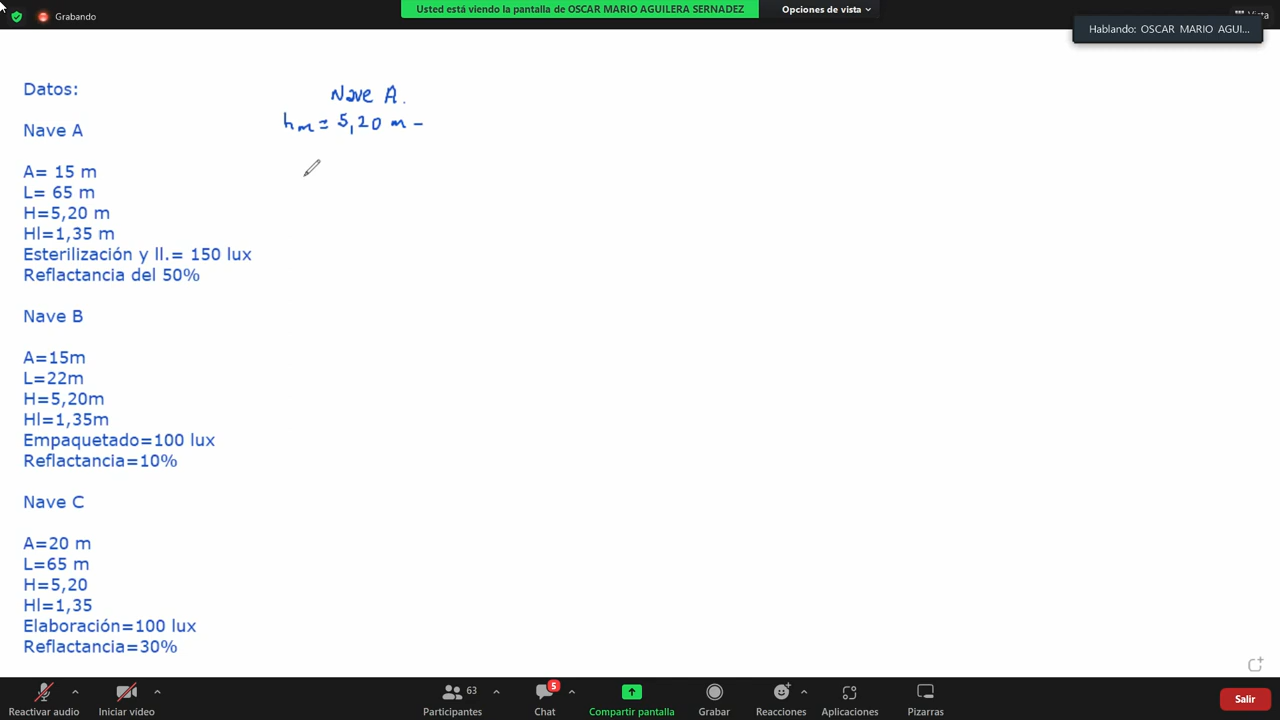 Grabando
Usted está viendo la pantalla de OSCAR MARIO AGUILERA SERNADEZ
Opciones de vista
Vista
Hablando: OSCAR MARIO AGUI...
Datos:
Nave A
A= 15 m
L= 65 m
H=5,20 m
Hl=1,35 m
Esterilización y ll.= 150 lux
Reflactancia del 50%
Nave B
A=15m
L=22m
H=5,20m
Hl=1,35m
Empaquetado=100 lux
Reflactancia=10%
Nave C
A=20 m
L=65 m
H=5,20
Hl=1,35
Elaboración=100 lux
Reflactancia=30%
Nave A.
hm = 5,20 m -
Reactivar audio
Iniciar video
63
Participantes
5
Chat
Compartir pantalla
Grabar
Reacciones
Aplicaciones
Pizarras
Salir